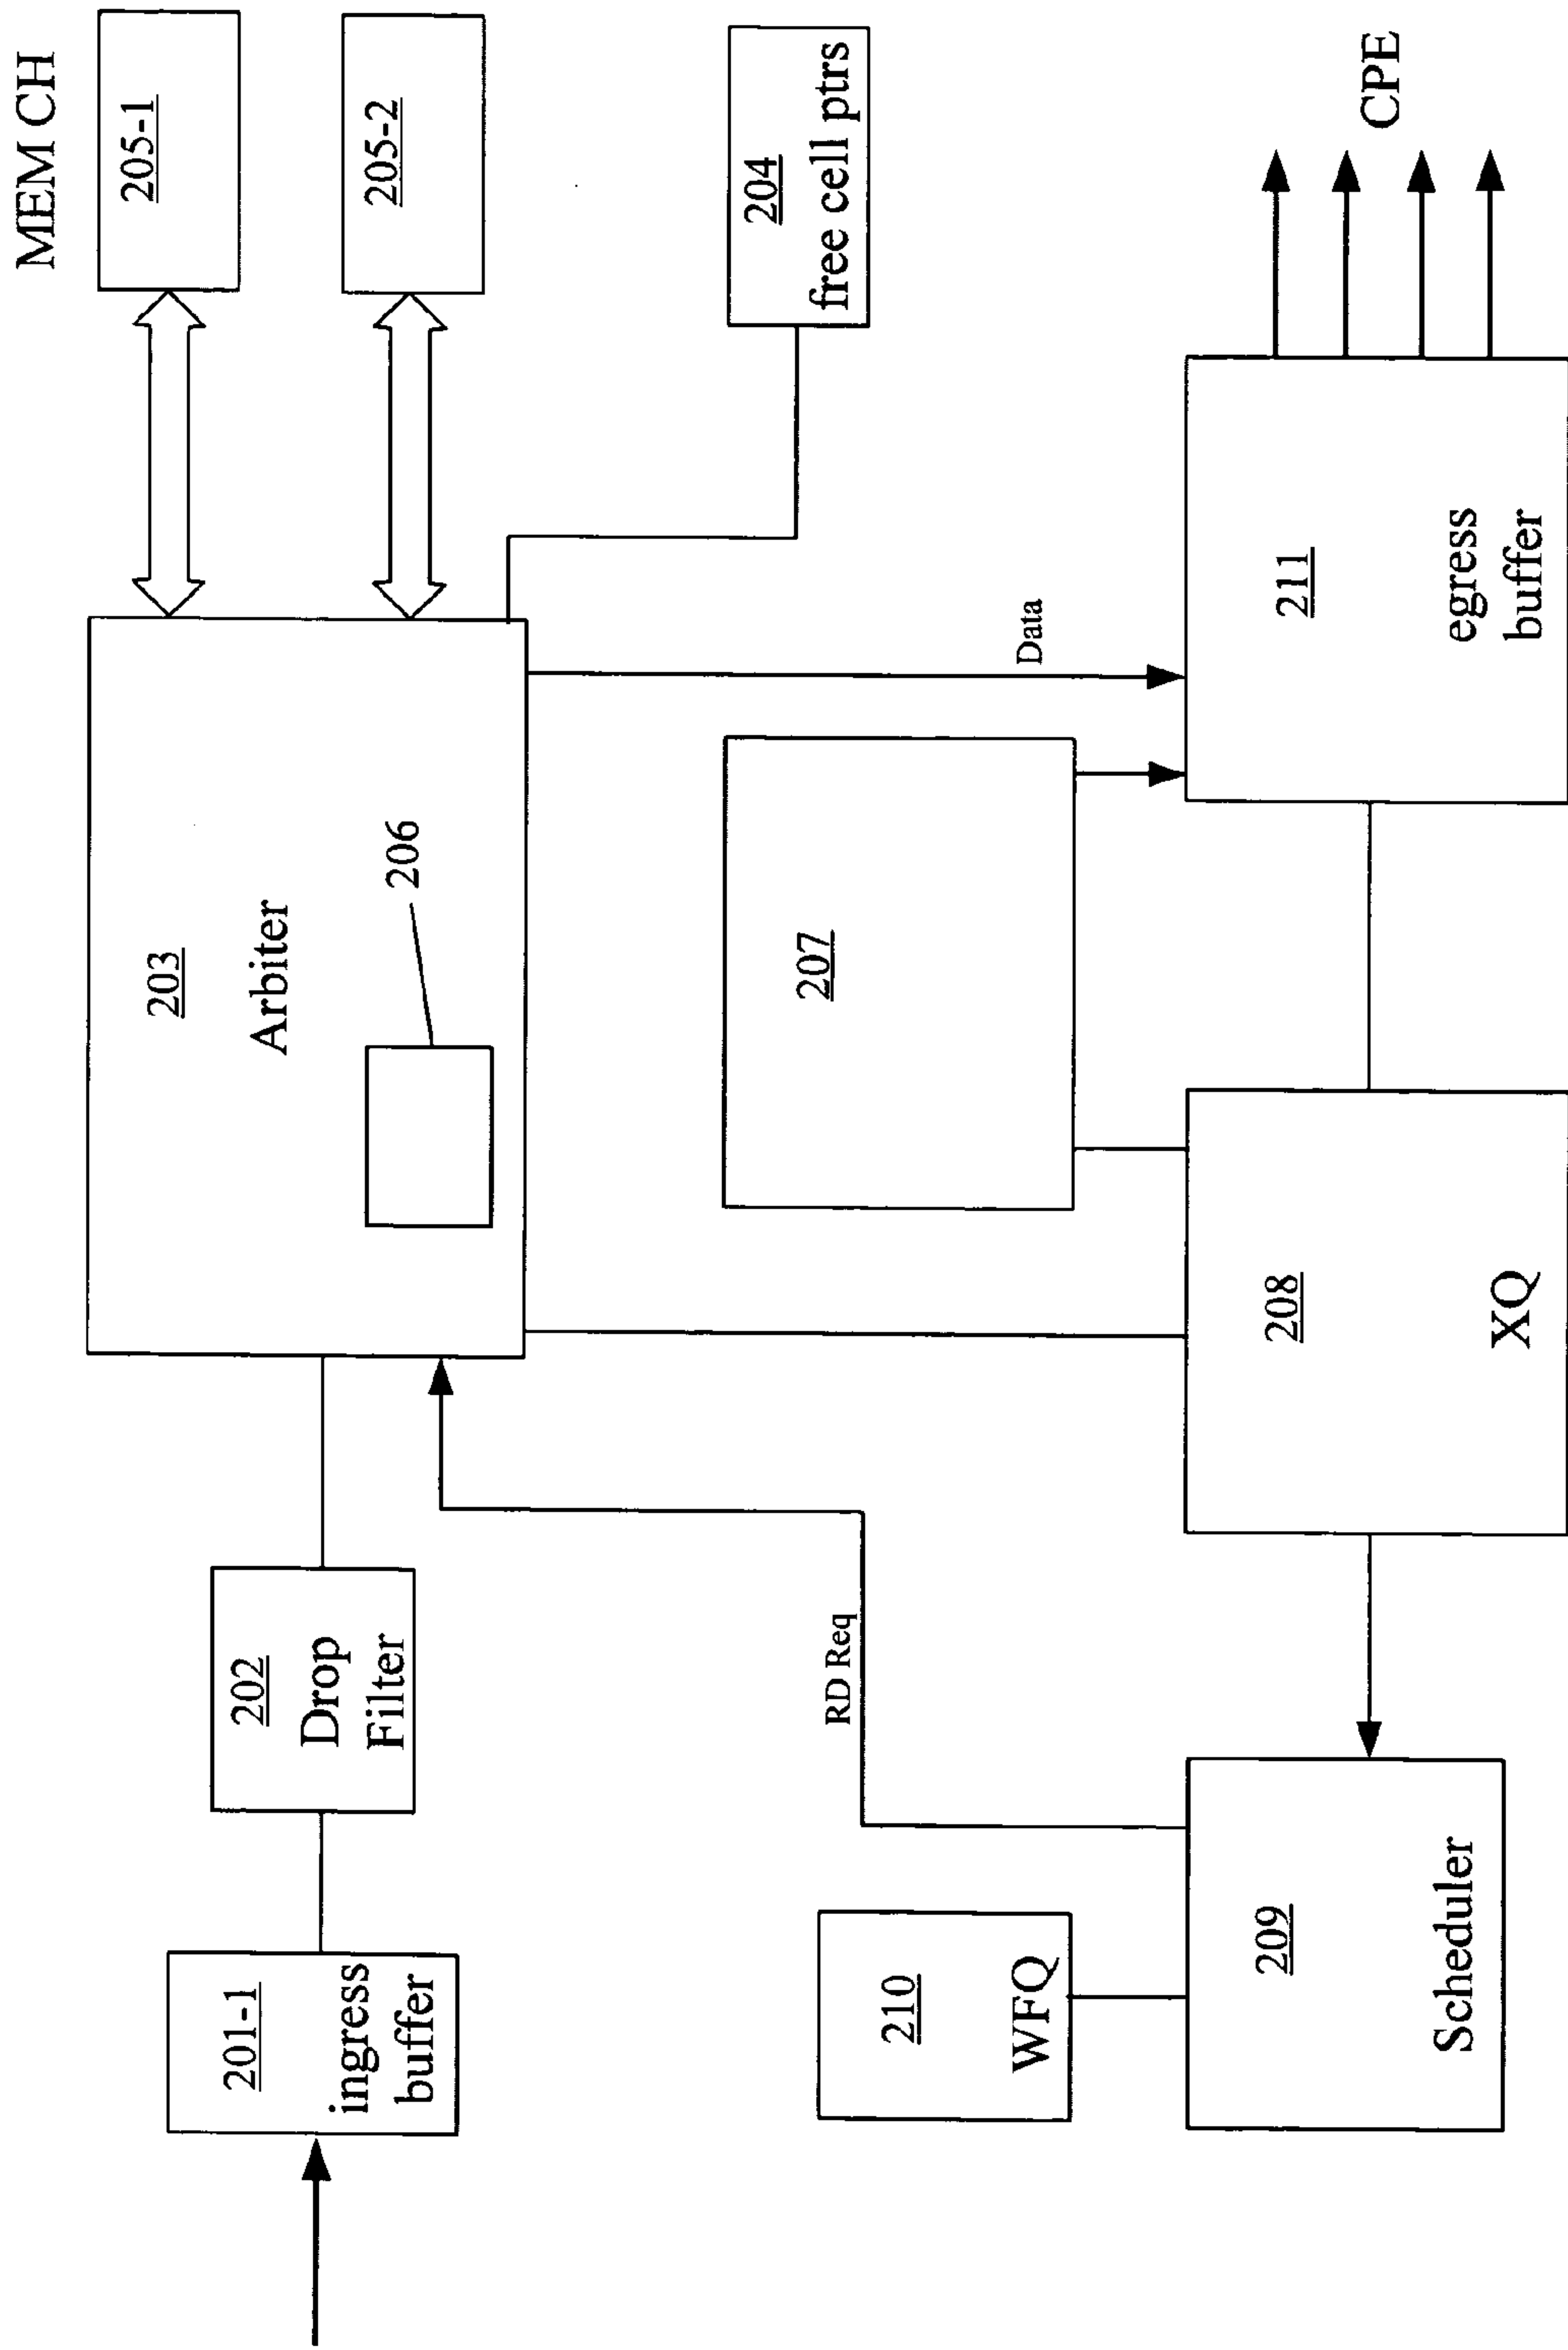 MEM CH
205-1
205-2
204
free cell ptrs
203
Arbiter
206
202
Drop
Filter
201-1
ingress
buffer
RD Req
Data
207
210
WFQ
209
Scheduler
208
XQ
211
egress
buffer
CPE